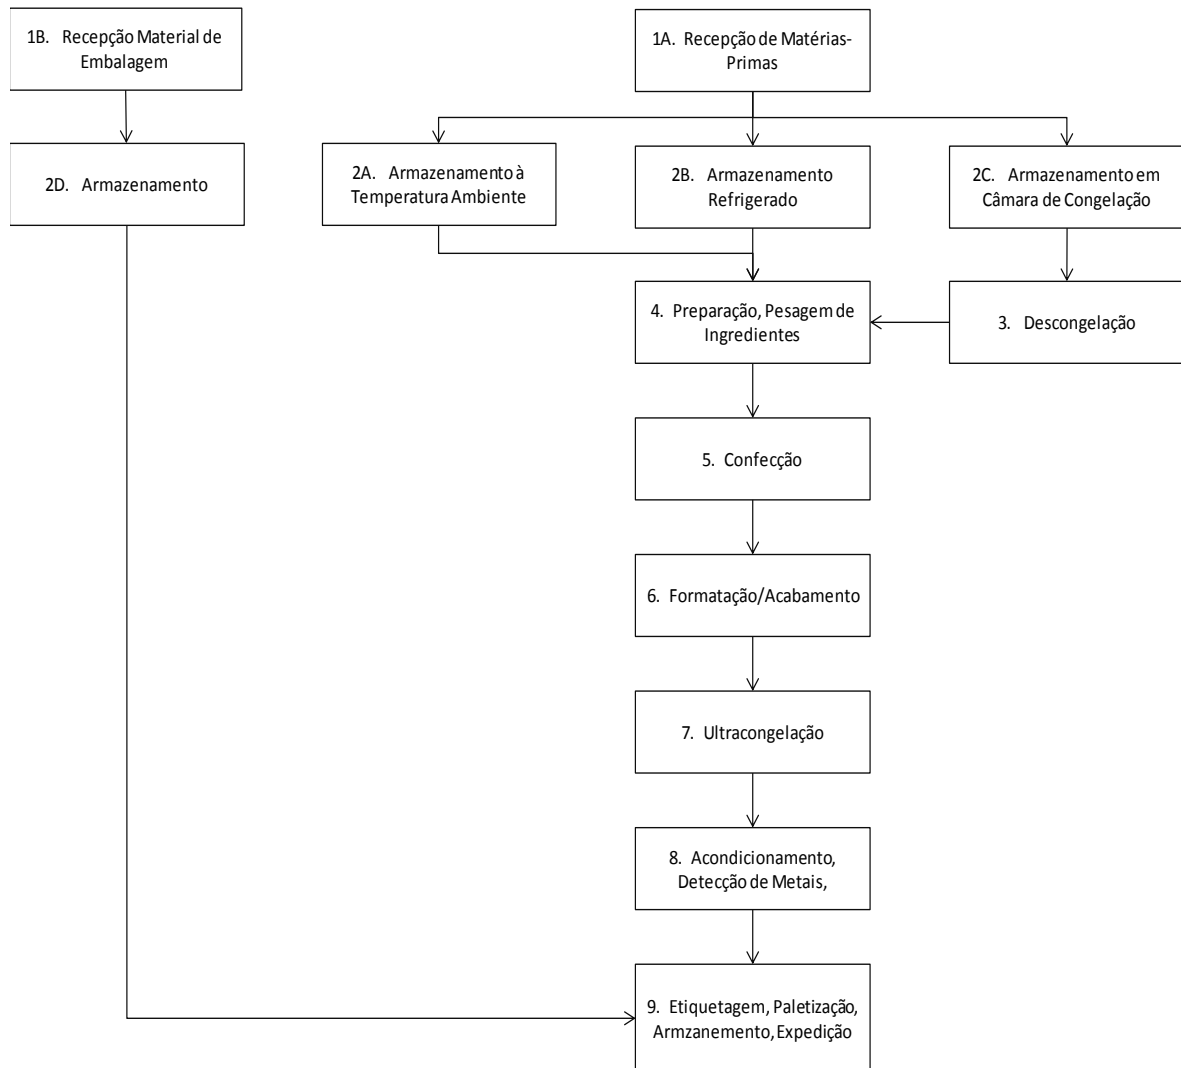 1B. Recepção Material de
Embalagem
1A. Recepção de Matérias-
Primas
2D. Armazenamento
2A. Armazenamento à
Temperatura Ambiente
2B. Armazenamento
Refrigerado
2C. Armazenamento em
Câmara de Congelação
4. Preparação, Pesagem de
Ingredientes
3. Descongelação
5. Confecção
6. Formatação/Acabamento
7. Ultracongelação
8. Acondicionamento,
Detecção de Metais,
9. Etiquetagem, Paletização,
Armzanemento, Expedição